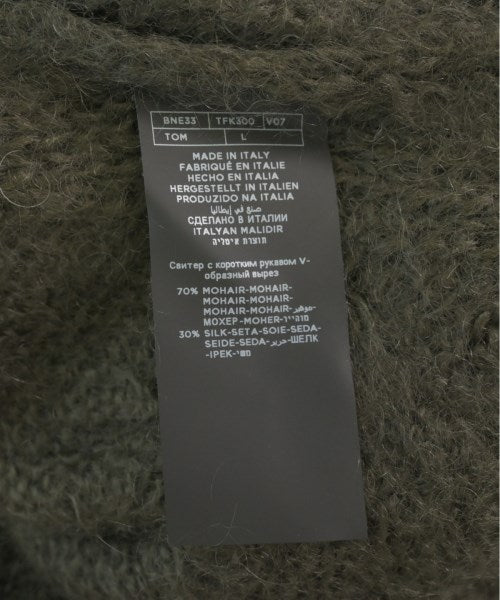 BNE33 TFK300 V07
TOM L
MADE IN ITALY
FABRIQUÉ EN ITALIE
HECHO EN ITALIA
HERGESTELLT IN ITALIEN
PRODUZIDO NA ITALIA
صنع في إيطاليا
СДЕЛАНО В ИТАЛИИ
ITALYAN MALIDIR
תוצרת איטליה
Свитер с коротким рукавом V-
образный вырез
70% MOHAIR-MOHAIR-
MOHAIR-MOHAIR-
MOHAIR-MOHAIR-موهير-
МОХЕР-MOHER-מוהייר
30% SILK-SETA-SOIE-SEDA-
SEIDE-SEDA-حرير-ШЕЛК
-IPEK-משי